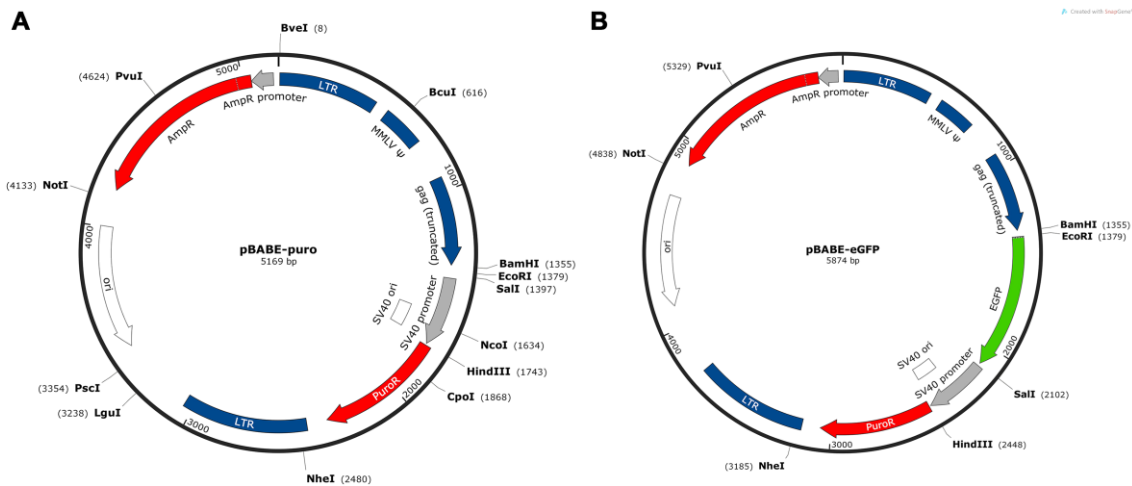 A
BveI (8)
(4624) PvuI
5000
LTR
AmpR promoter
AmpR
MMLV Ψ
BcuI (616)
1000
(4133) NotI
gag (truncated)
4000
pBABE-puro
5169 bp
BamHI (1355)
EcoRI (1379)
SalI (1397)
ori
SV40 ori
SV40 promoter
NcoI (1634)
HindIII (1743)
PuroR
2000
CpoI (1868)
(3354) PscI
(3238) LguI
3000
LTR
NheI (2480)
B
Created with SnapGene
(5329) PvuI
LTR
AmpR promoter
AmpR
MMLV Ψ
5000
1000
(4838) NotI
gag (truncated)
BamHI (1355)
EcoRI (1379)
pBABE-eGFP
5874 bp
ori
EGFP
4000
SV40 ori
SV40 promoter
2000
LTR
SalI (2102)
PuroR
3000
HindIII (2448)
(3185) NheI